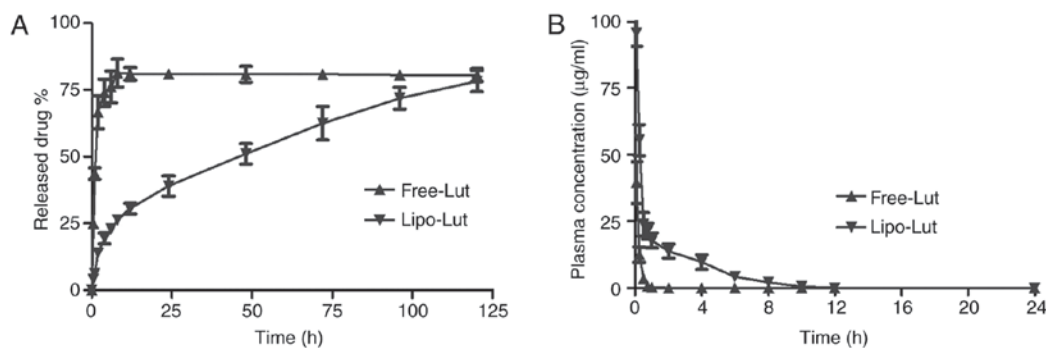 A
100
75
50
25
0
Released drug %
Free-Lut
Lipo-Lut
0
25
50
75
100
125
Time (h)
B
100
75
50
25
0
Plasma concentration (µg/ml)
Free-Lut
Lipo-Lut
0
4
8
12
16
20
24
Time (h)